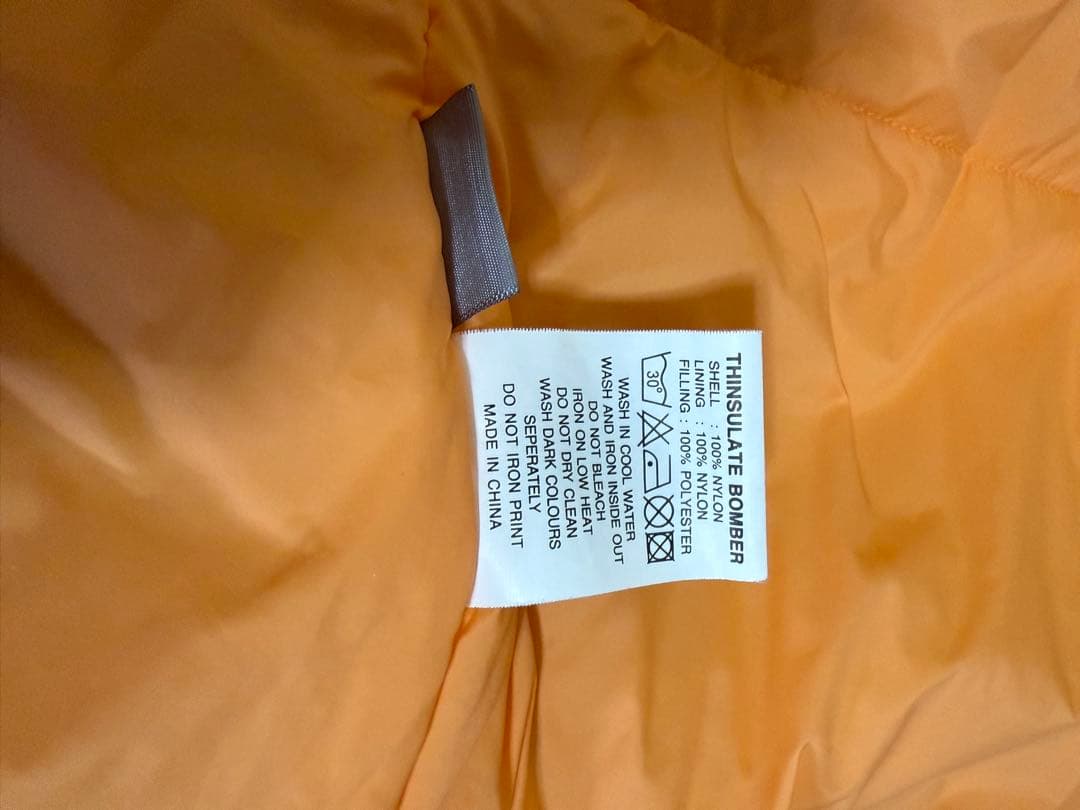 THINSULATE BOMBER
SHELL : 100% NYLON
LINING : 100% NYLON
FILLING : 100% POLYESTER
30°
WASH IN COOL WATER
WASH AND IRON INSIDE OUT
DO NOT BLEACH
IRON ON LOW HEAT
DO NOT DRY CLEAN
WASH DARK COLOURS
SEPERATELY
DO NOT IRON PRINT
MADE IN CHINA